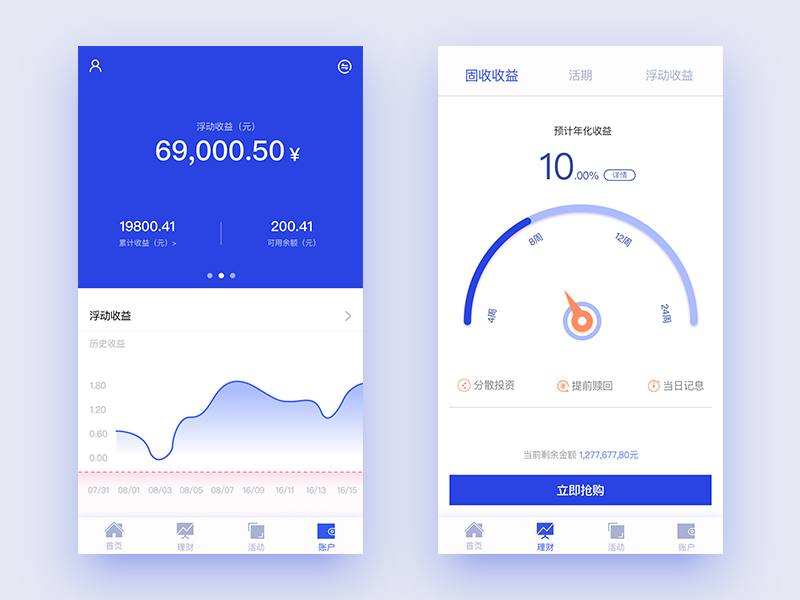 浮动收益（元）
69,000.50 ¥
19800.41
累计收益（元）>
200.41
可用余额（元）
浮动收益
历史收益
1.80
1.20
0.60
0.00
07/31 08/01 08/03 08/05 08/07 16/09 16/11 16/13 16/15
首页 理财 活动 账户
固收收益 活期 浮动收益
预计年化收益
10.00% 详情
4周
8周
12周
24周
分散投资 提前赎回 当日记息
当前剩余金额 1,277,677,80元
立即抢购
首页 理财 活动 账户